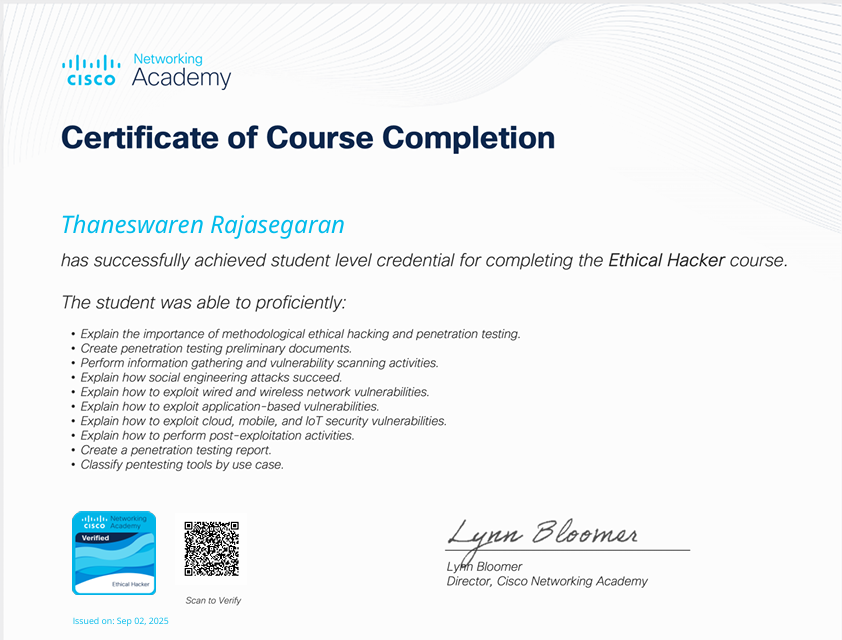 CISCO
Networking
Academy
Certificate of Course Completion
Thaneswaren Rajasegaran
has successfully achieved student level credential for completing the Ethical Hacker course.
The student was able to proficiently:
• Explain the importance of methodological ethical hacking and penetration testing.
• Create penetration testing preliminary documents.
• Perform information gathering and vulnerability scanning activities.
• Explain how social engineering attacks succeed.
• Explain how to exploit wired and wireless network vulnerabilities.
• Explain how to exploit application-based vulnerabilities.
• Explain how to exploit cloud, mobile, and IoT security vulnerabilities.
• Explain how to perform post-exploitation activities.
• Create a penetration testing report.
• Classify pentesting tools by use case.
CISCO
Networking
Academy
Verified
Ethical Hacker
Scan to Verify
Issued on: Sep 02, 2025
Lynn Bloomer
Lynn Bloomer
Director, Cisco Networking Academy